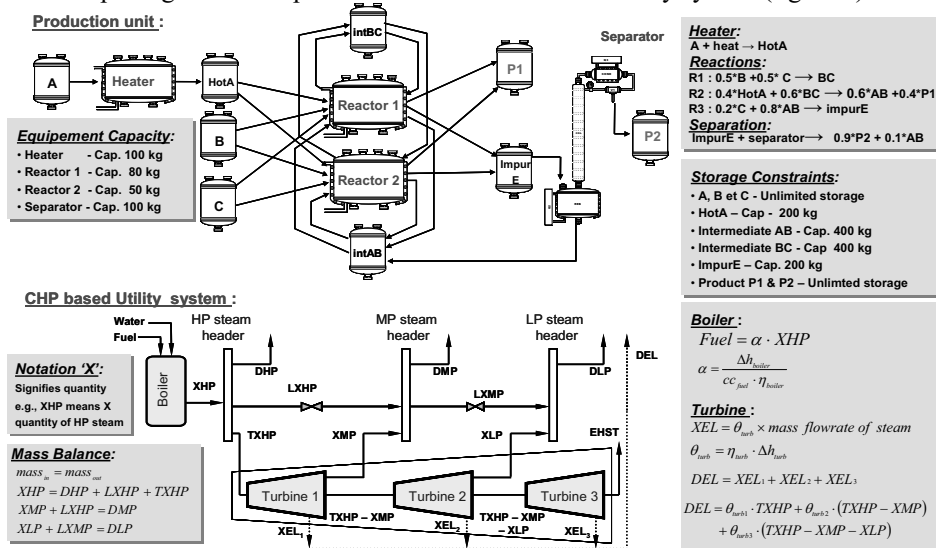 Production unit :
A
Heater
HotA
B
C
intBC
Reactor 1
Reactor 2
intAB
P1
Impur
E
Separator
P2
Equipement Capacity:
• Heater - Cap. 100 kg
• Reactor 1 - Cap. 80 kg
• Reactor 2 - Cap. 50 kg
• Separator - Cap. 100 kg
Heater:
A + heat → HotA
Reactions:
R1 : 0.5*B +0.5* C → BC
R2: 0.4*HotA + 0.6*BC → 0.6*AB +0.4*P1
R3: 0.2*C + 0.8*AB → impurE
Separation:
ImpurE + separator → 0.9*P2 + 0.1*AB
Storage Constraints:
• A, B et C - Unlimited storage
• HotA – Cap - 200 kg
• Intermediate AB - Cap. 400 kg
• Intermediate BC - Cap 400 kg
• ImpurE – Cap. 200 kg
• Product P1 & P2 – Unlimted storage
CHP based Utility system :
Water
Fuel
Boiler
XHP
HP steam
header
MP steam
header
LP steam
header
DHP
DMP
DLP
DEL
LXHP
LXMP
TXHP
XMP
XLP
EHST
Turbine 1
Turbine 2
Turbine 3
TXHP – XMP
TXHP – XMP
– XLP
XEL₁
XEL₂
XEL₃
Notation 'X':
Signifies quantity
e.g., XHP means X
quantity of HP steam
Mass Balance:
mass_in = mass_out
XHP = DHP + LXHP + TXHP
XMP + LXHP = DMP
XLP + LXMP = DLP
Boiler :
Fuel = α · XHP
α = Δh_boiler / (cc_fuel · η_boiler)
Turbine :
XEL = θ_turb × mass flowrate of steam
θ_turb = η_turb · Δh_turb
DEL = XEL₁ + XEL₂ + XEL₃
DEL = θ_turb1 · TXHP + θ_turb2 · (TXHP − XMP)
+ θ_turb3 · (TXHP − XMP − XLP)